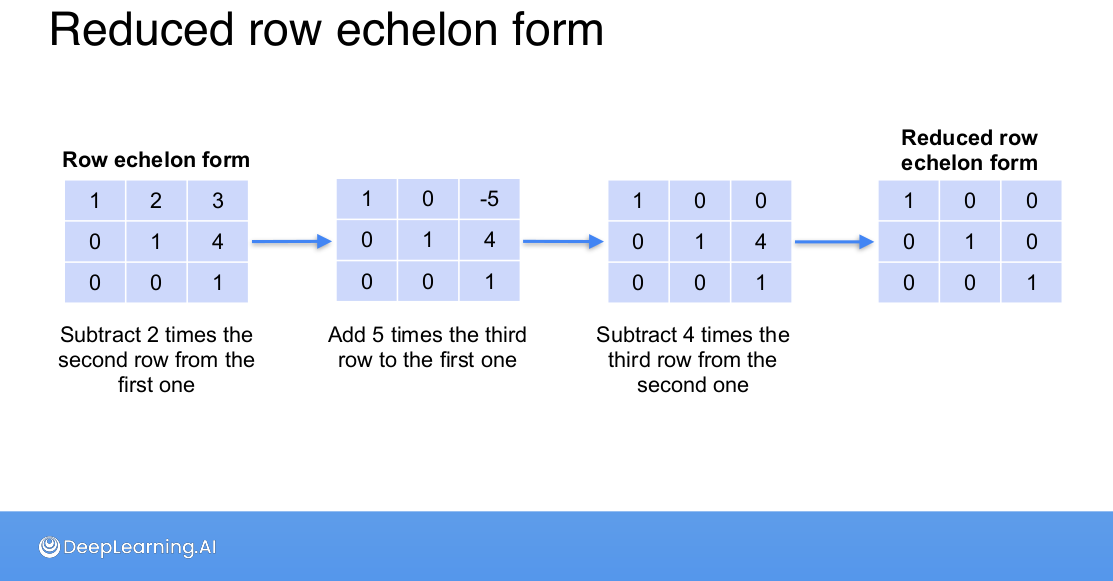 Reduced row echelon form
Row echelon form
1 2 3
0 1 4
0 0 1
Subtract 2 times the
second row from the
first one
1 0 -5
0 1 4
0 0 1
Add 5 times the third
row to the first one
1 0 0
0 1 4
0 0 1
Subtract 4 times the
third row from the
second one
Reduced row
echelon form
1 0 0
0 1 0
0 0 1
DeepLearning.AI